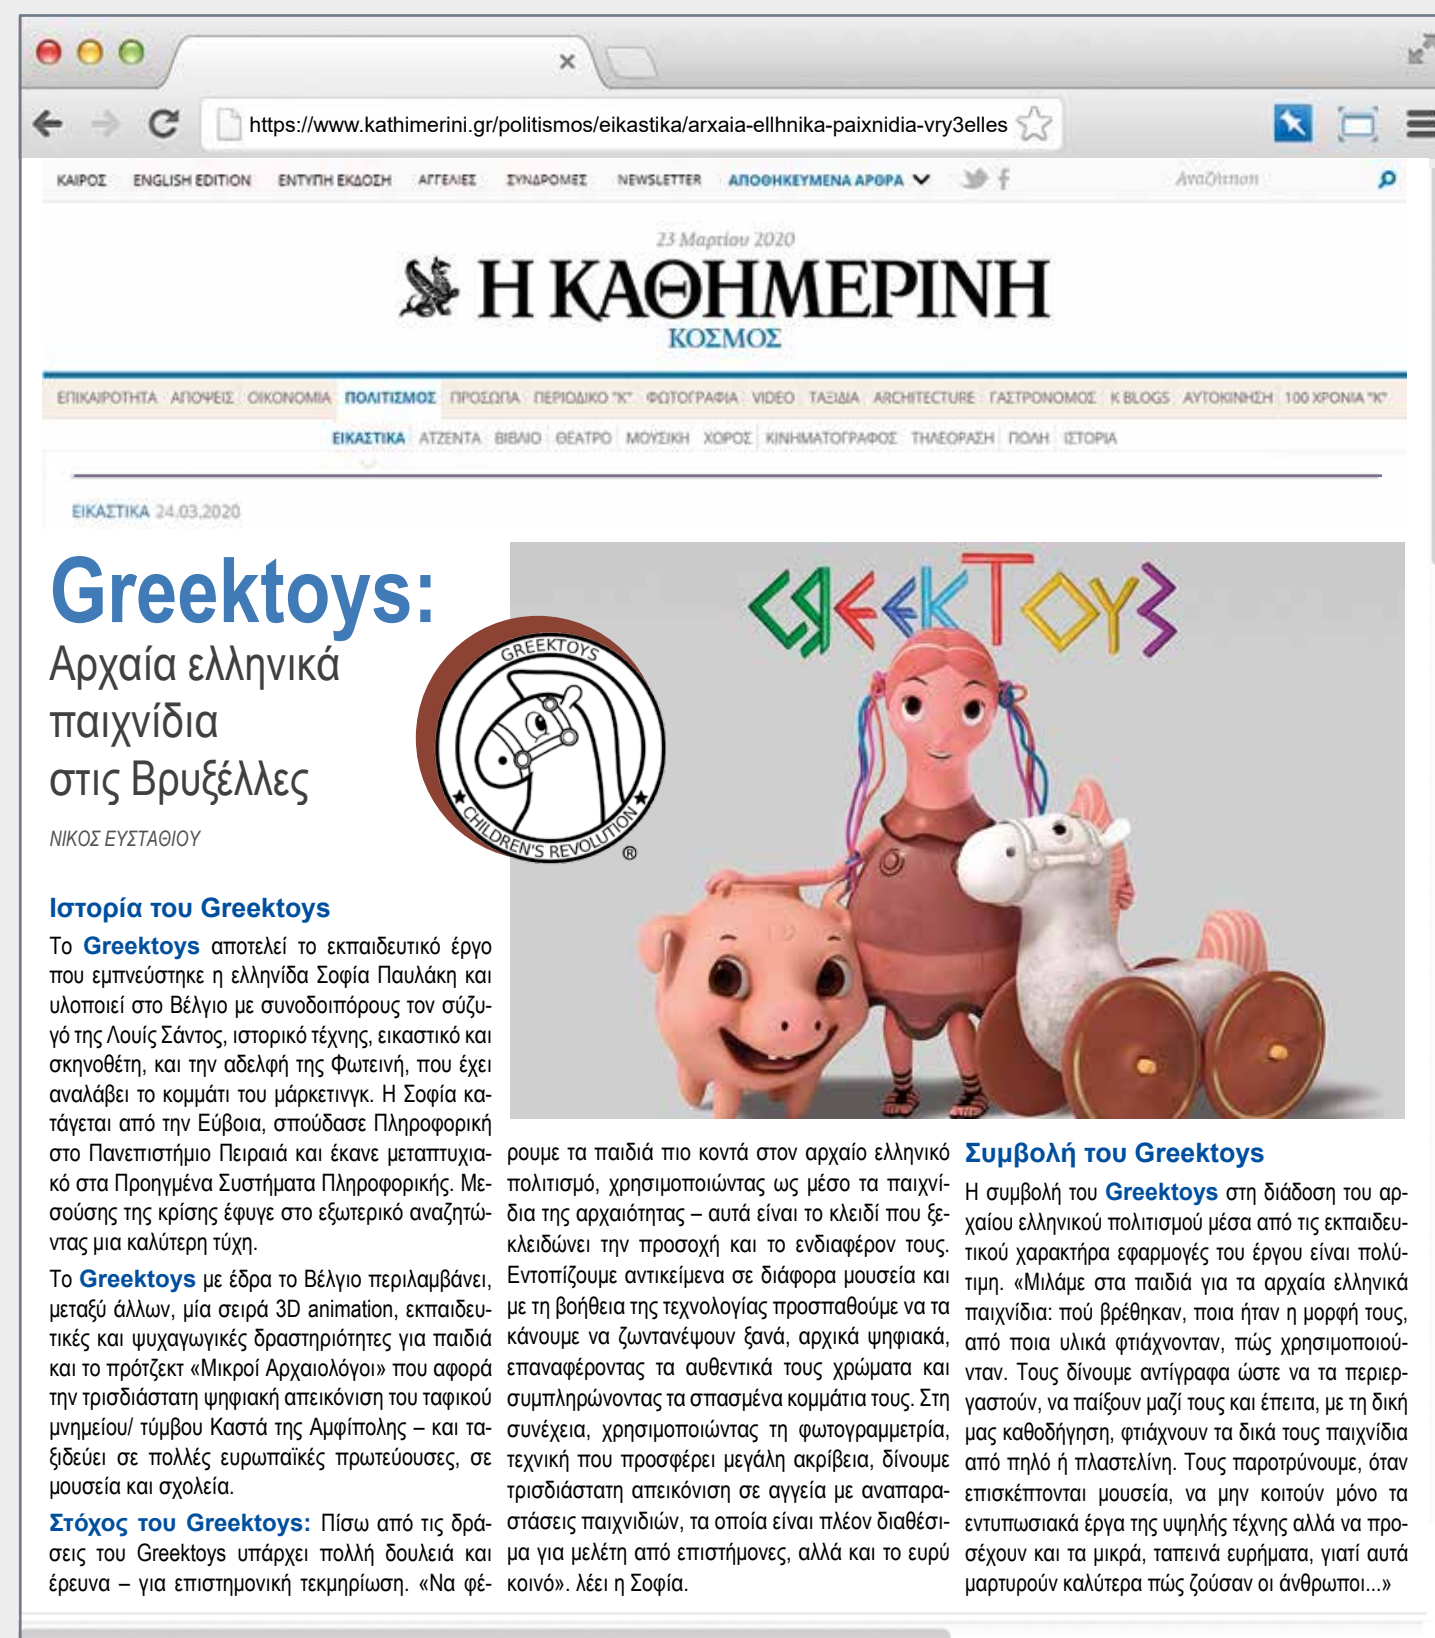 https://www.kathimerini.gr/politismos/eikastika/arxaia-ellhnika-paixnidia-vry3elles
ΚΑΙΡΟΣ ENGLISH EDITION ΕΝΤΥΠΗ ΕΚΔΟΣΗ ΑΓΓΕΛΙΕΣ ΣΥΝΔΡΟΜΕΣ NEWSLETTER ΑΠΟΘΗΚΕΥΜΕΝΑ ΑΡΘΡΑ Αναζήτηση
23 Μαρτίου 2020
Η ΚΑΘΗΜΕΡΙΝΗ
ΚΟΣΜΟΣ
ΕΠΙΚΑΙΡΟΤΗΤΑ ΑΠΟΨΕΙΣ ΟΙΚΟΝΟΜΙΑ ΠΟΛΙΤΙΣΜΟΣ ΠΡΟΣΩΠΑ ΠΕΡΙΟΔΙΚΟ "Κ" ΦΩΤΟΓΡΑΦΙΑ VIDEO ΤΑΞΙΔΙΑ ARCHITECTURE ΓΑΣΤΡΟΝΟΜΟΣ K BLOGS ΑΥΤΟΚΙΝΗΣΗ 100 ΧΡΟΝΙΑ "Κ"
ΕΙΚΑΣΤΙΚΑ ΑΤΖΕΝΤΑ ΒΙΒΛΙΟ ΘΕΑΤΡΟ ΜΟΥΣΙΚΗ ΧΟΡΟΣ ΚΙΝΗΜΑΤΟΓΡΑΦΟΣ ΤΗΛΕΟΡΑΣΗ ΠΟΛΗ ΙΣΤΟΡΙΑ
ΕΙΚΑΣΤΙΚΑ 24.03.2020
Greektoys:
Αρχαία ελληνικά
παιχνίδια
στις Βρυξέλλες
ΝΙΚΟΣ ΕΥΣΤΑΘΙΟΥ
GREEKTOYS
GREEKTOYS
CHILDREN'S REVOLUTION
®
Ιστορία του Greektoys
Το Greektoys αποτελεί το εκπαιδευτικό έργο
που εμπνεύστηκε η ελληνίδα Σοφία Παυλάκη και
υλοποιεί στο Βέλγιο με συνοδοιπόρους τον σύζυ-
γό της Λουίς Σάντος, ιστορικό τέχνης, εικαστικό και
σκηνοθέτη, και την αδελφή της Φωτεινή, που έχει
αναλάβει το κομμάτι του μάρκετινγκ. Η Σοφία κα-
τάγεται από την Εύβοια, σπούδασε Πληροφορική
στο Πανεπιστήμιο Πειραιά και έκανε μεταπτυχια-
κό στα Προηγμένα Συστήματα Πληροφορικής. Με-
σούσης της κρίσης έφυγε στο εξωτερικό αναζητώ-
ντας μια καλύτερη τύχη.
Το Greektoys με έδρα το Βέλγιο περιλαμβάνει,
μεταξύ άλλων, μία σειρά 3D animation, εκπαιδευ-
τικές και ψυχαγωγικές δραστηριότητες για παιδιά
και το πρότζεκτ «Μικροί Αρχαιολόγοι» που αφορά
την τρισδιάστατη ψηφιακή απεικόνιση του ταφικού
μνημείου/ τύμβου Καστά της Αμφίπολης – και τα-
ξιδεύει σε πολλές ευρωπαϊκές πρωτεύουσες, σε
μουσεία και σχολεία.
Στόχος του Greektoys: Πίσω από τις δρά-
σεις του Greektoys υπάρχει πολλή δουλειά και
έρευνα – για επιστημονική τεκμηρίωση. «Να φέ-
ρουμε τα παιδιά πιο κοντά στον αρχαίο ελληνικό
πολιτισμό, χρησιμοποιώντας ως μέσο τα παιχνί-
δια της αρχαιότητας – αυτά είναι το κλειδί που ξε-
κλειδώνει την προσοχή και το ενδιαφέρον τους.
Εντοπίζουμε αντικείμενα σε διάφορα μουσεία και
με τη βοήθεια της τεχνολογίας προσπαθούμε να τα
κάνουμε να ζωντανέψουν ξανά, αρχικά ψηφιακά,
επαναφέροντας τα αυθεντικά τους χρώματα και
συμπληρώνοντας τα σπασμένα κομμάτια τους. Στη
συνέχεια, χρησιμοποιώντας τη φωτογραμμετρία,
τεχνική που προσφέρει μεγάλη ακρίβεια, δίνουμε
τρισδιάστατη απεικόνιση σε αγγεία με αναπαρα-
στάσεις παιχνιδιών, τα οποία είναι πλέον διαθέσι-
μα για μελέτη από επιστήμονες, αλλά και το ευρύ
κοινό». λέει η Σοφία.
Συμβολή του Greektoys
Η συμβολή του Greektoys στη διάδοση του αρ-
χαίου ελληνικού πολιτισμού μέσα από τις εκπαιδευ-
τικού χαρακτήρα εφαρμογές του έργου είναι πολύ-
τιμη. «Μιλάμε στα παιδιά για τα αρχαία ελληνικά
παιχνίδια: πού βρέθηκαν, ποια ήταν η μορφή τους,
από ποια υλικά φτιάχνονταν, πώς χρησιμοποιού-
νταν. Τους δίνουμε αντίγραφα ώστε να τα περιερ-
γαστούν, να παίξουν μαζί τους και έπειτα, με τη δική
μας καθοδήγηση, φτιάχνουν τα δικά τους παιχνίδια
από πηλό ή πλαστελίνη. Τους παροτρύνουμε, όταν
επισκέπτονται μουσεία, να μην κοιτούν μόνο τα
εντυπωσιακά έργα της υψηλής τέχνης αλλά να προ-
σέχουν και τα μικρά, ταπεινά ευρήματα, γιατί αυτά
μαρτυρούν καλύτερα πώς ζούσαν οι άνθρωποι...»